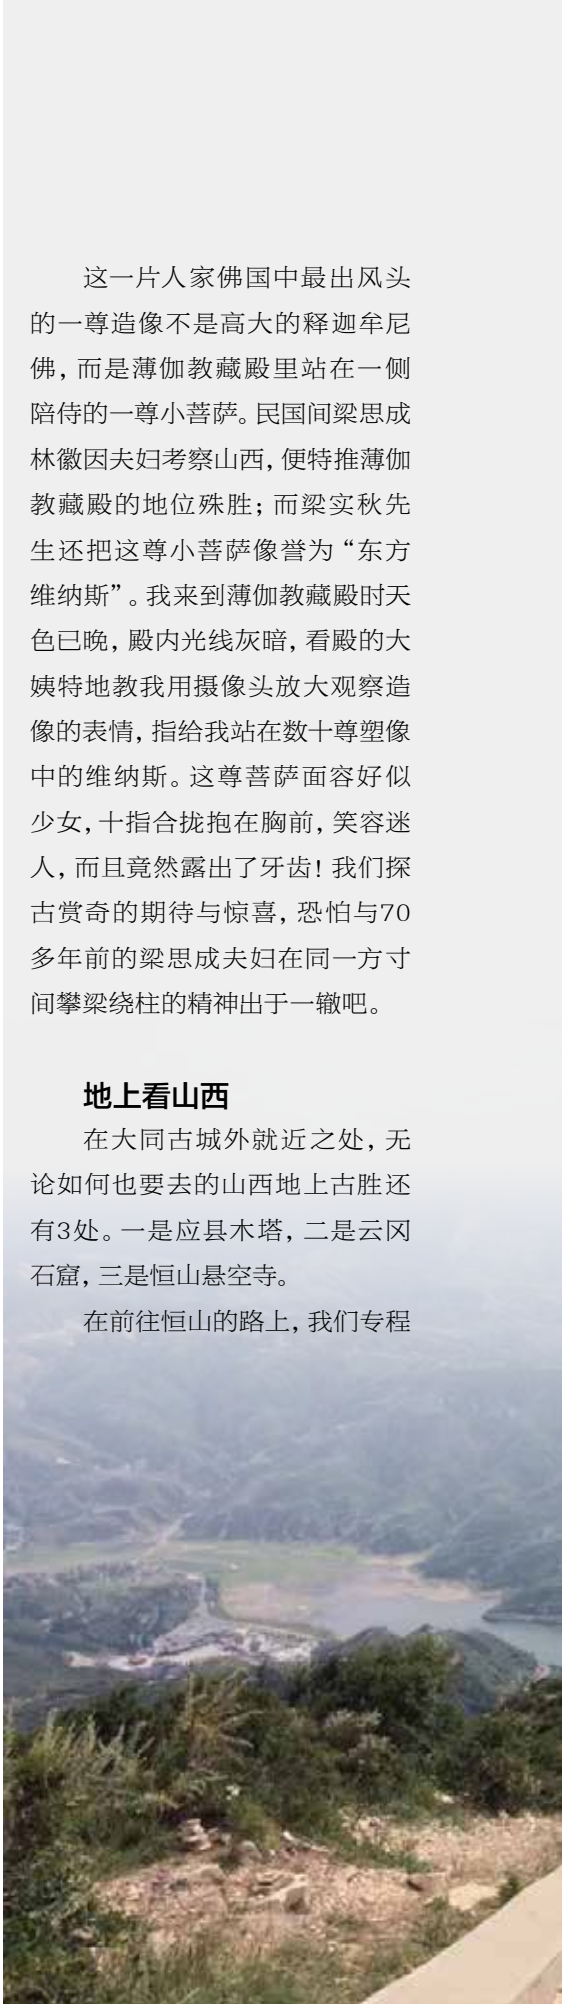 这一片人家佛国中最出风头
的一尊造像不是高大的释迦牟尼
佛，而是薄伽教藏殿里站在一侧
陪侍的一尊小菩萨。民国间梁思成
林徽因夫妇考察山西，便特推薄伽
教藏殿的地位殊胜；而梁实秋先
生还把这尊小菩萨像誉为“东方
维纳斯”。我来到薄伽教藏殿时天
色已晚，殿内光线灰暗，看殿的大
姨特地教我用摄像头放大观察造
像的表情，指给我站在数十尊塑像
中的维纳斯。这尊菩萨面容好似
少女，十指合拢抱在胸前，笑容迷
人，而且竟然露出了牙齿！我们探
古赏奇的期待与惊喜，恐怕与70
多年前的梁思成夫妇在同一方寸
间攀梁绕柱的精神出于一辙吧。
地上看山西
在大同古城外就近之处，无
论如何也要去的山西地上古胜还
有3处。一是应县木塔，二是云冈
石窟，三是恒山悬空寺。
在前往恒山的路上，我们专程